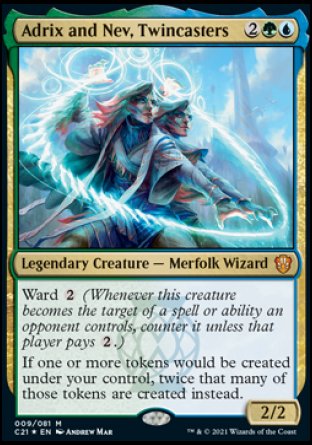 Adrix and Nev, Twincasters 2
Legendary Creature — Merfolk Wizard
Ward 2 (Whenever this creature
becomes the target of a spell or ability an
opponent controls, counter it unless that
player pays 2.)
If one or more tokens would be created
under your control, twice that many of
those tokens are created instead.
2/2
009/081 M
C21 ★ EN Andrew Mar
™ & © 2021 Wizards of the Coast